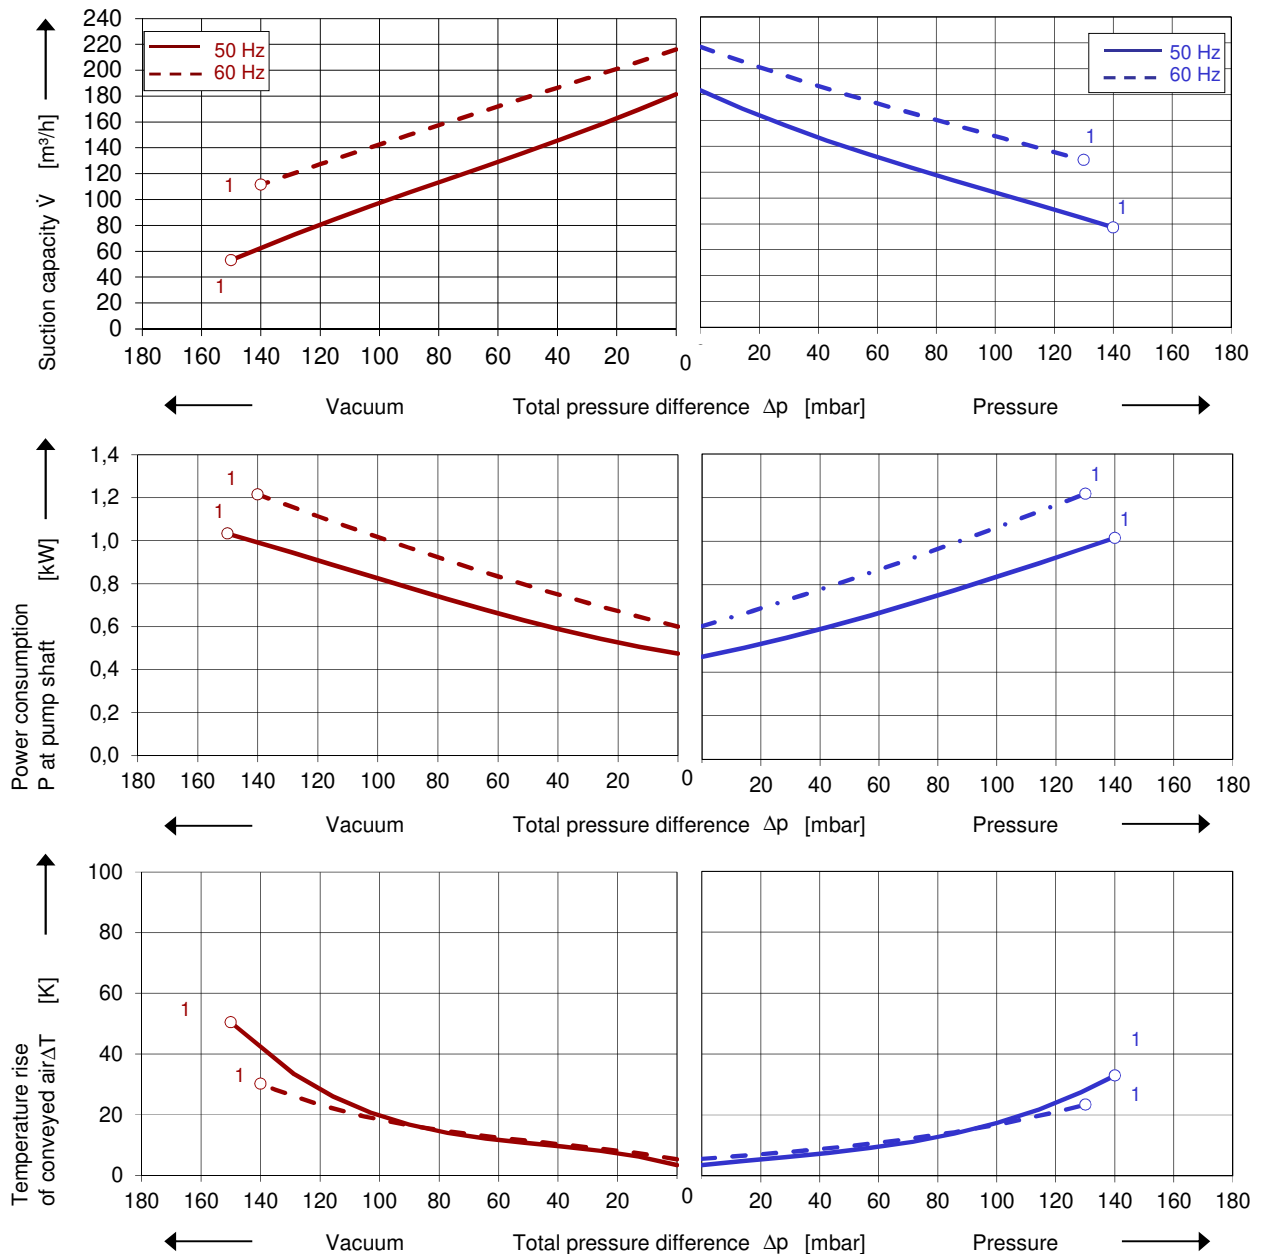 240
220
200
180
160
140
120
100
80
60
40
20
0
Suction capacity V̇ [m³/h]
50 Hz
60 Hz
1
1
50 Hz
60 Hz
1
1
180 160 140 120 100 80 60 40 20 0 20 40 60 80 100 120 140 160 180
Vacuum Total pressure difference Δp [mbar] Pressure
1,4
1,2
1,0
0,8
0,6
0,4
0,2
0,0
Power consumption [kW]
P at pump shaft
1
1
1
1
180 160 140 120 100 80 60 40 20 0 20 40 60 80 100 120 140 160 180
Vacuum Total pressure difference Δp [mbar] Pressure
100
80
60
40
20
0
Temperature rise [K]
of conveyed airΔT
1
1
1
1
180 160 140 120 100 80 60 40 20 0 20 40 60 80 100 120 140 160 180
Vacuum Total pressure difference Δp [mbar] Pressure